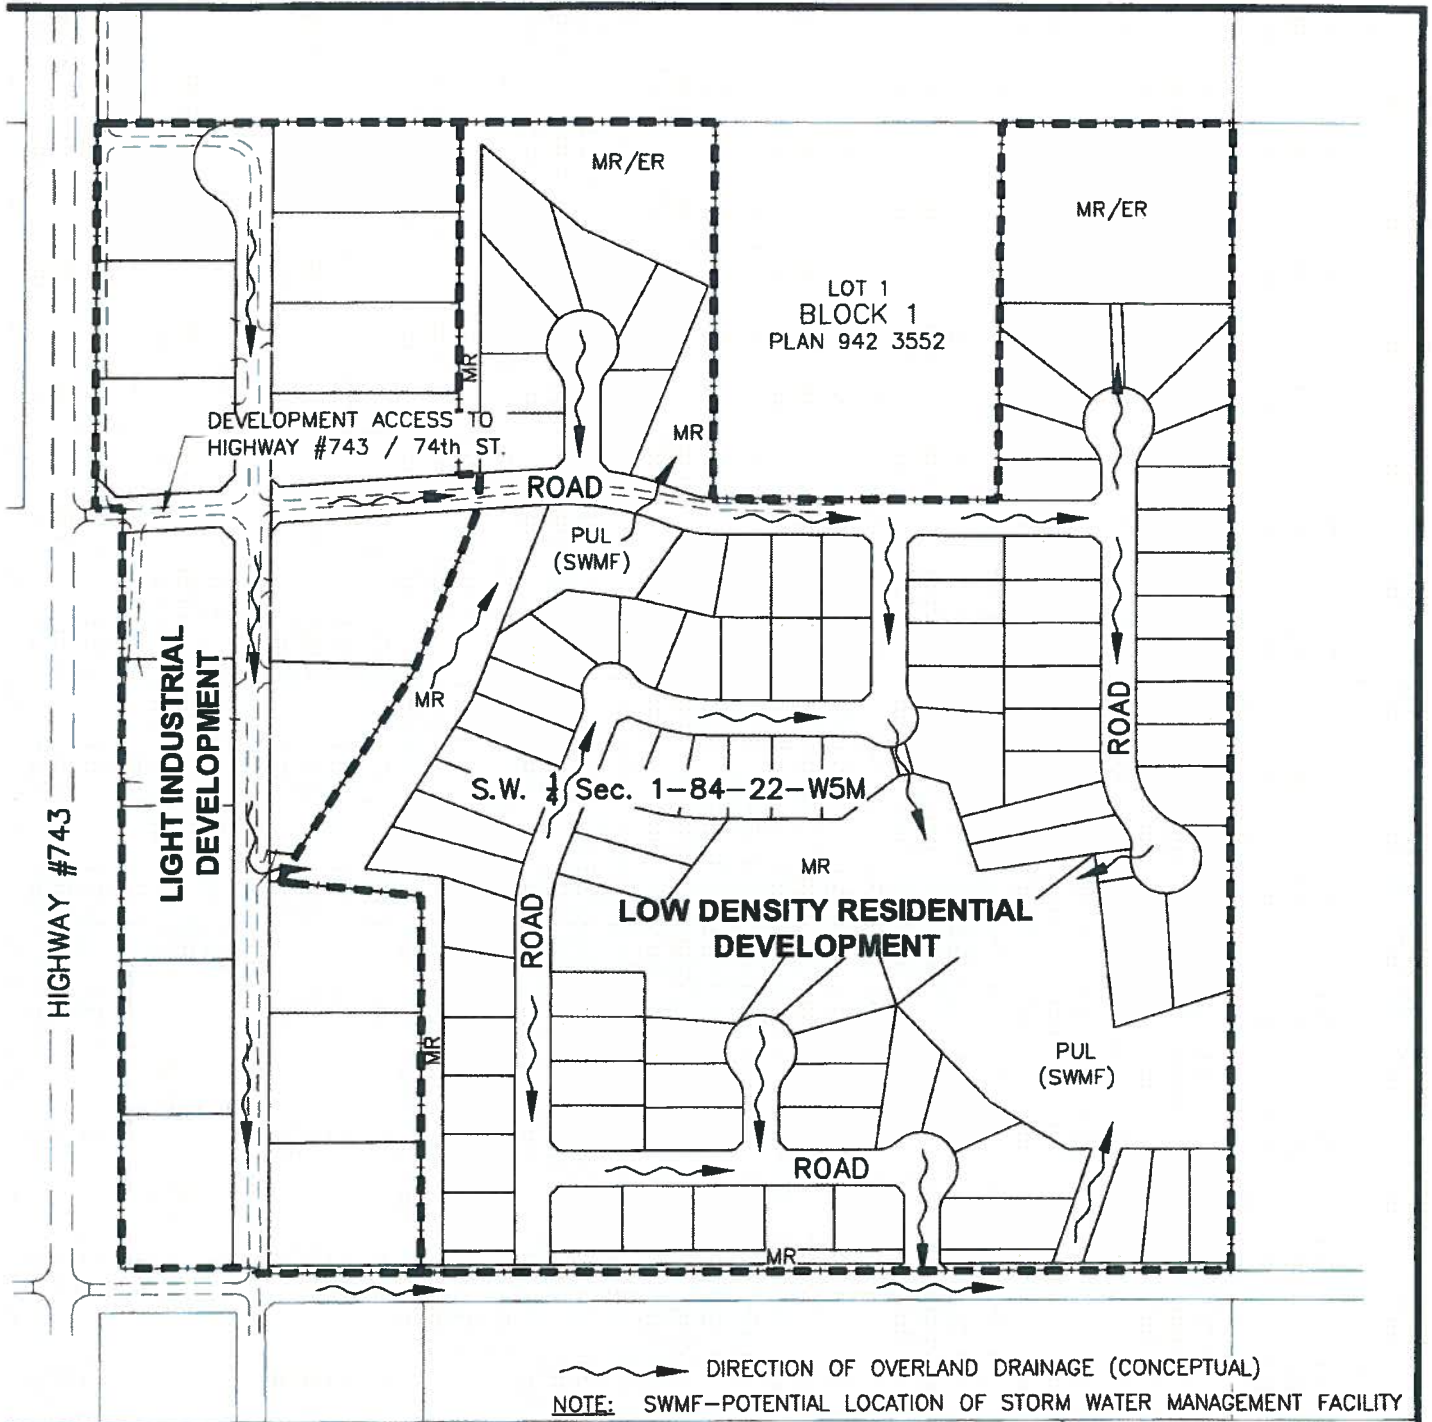 MR/ER
MR/ER
LOT 1
BLOCK 1
PLAN 942 3552
MR
DEVELOPMENT ACCESS TO
HIGHWAY #743 / 74th ST.
MR
ROAD
PUL
(SWMF)
LIGHT INDUSTRIAL
DEVELOPMENT
MR
ROAD
S.W. 1/4 Sec. 1-84-22-W5M
HIGHWAY #743
MR
ROAD
LOW DENSITY RESIDENTIAL
DEVELOPMENT
MR
PUL
(SWMF)
ROAD
MR
DIRECTION OF OVERLAND DRAINAGE (CONCEPTUAL)
NOTE: SWMF-POTENTIAL LOCATION OF STORM WATER MANAGEMENT FACILITY